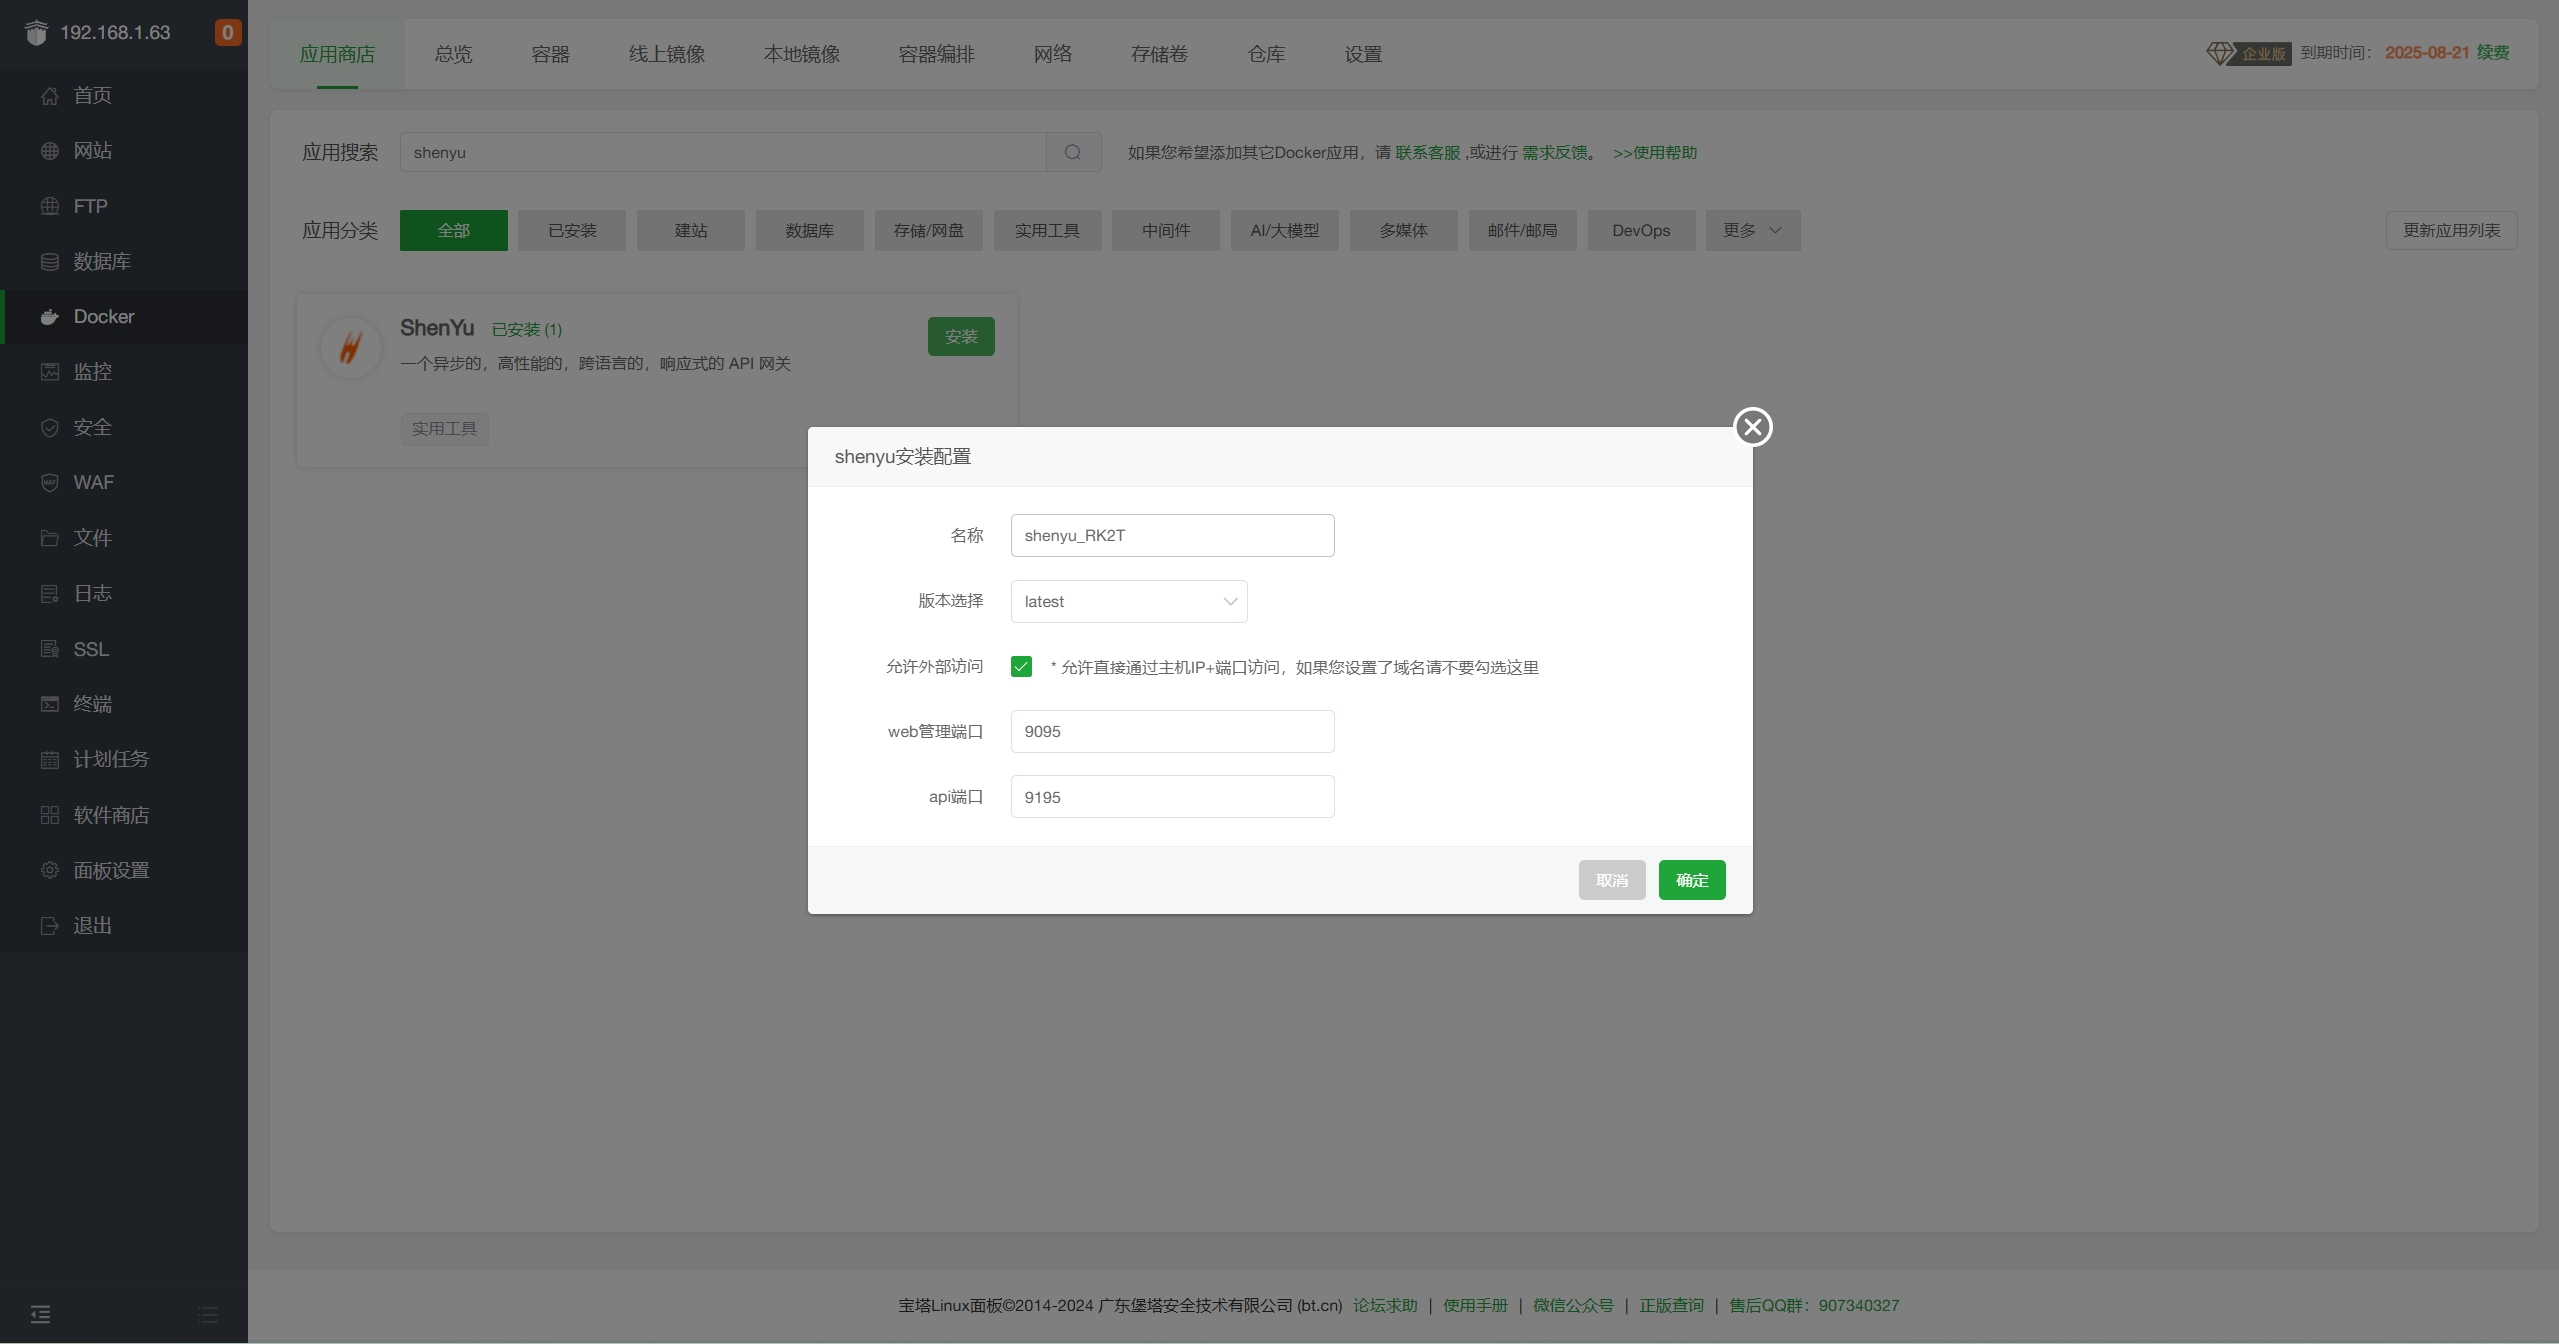 192.168.1.63
0
首页
网站
FTP
数据库
Docker
监控
安全
WAF
文件
日志
SSL
终端
计划任务
软件商店
面板设置
退出
应用商店 总览 容器 线上镜像 本地镜像 容器编排 网络 存储卷 仓库 设置
企业版 到期时间： 2025-08-21 续费
应用搜索 shenyu 如果您希望添加其它Docker应用，请 联系客服 ,或进行 需求反馈。 >>使用帮助
应用分类 全部 已安装 建站 数据库 存储/网盘 实用工具 中间件 AI/大模型 多媒体 邮件/邮局 DevOps 更多 更新应用列表
ShenYu 已安装 (1) 安装
一个异步的，高性能的，跨语言的，响应式的 API 网关
实用工具
shenyu安装配置
名称 shenyu_RK2T
版本选择 latest
允许外部访问 * 允许直接通过主机IP+端口访问，如果您设置了域名请不要勾选这里
web管理端口 9095
api端口 9195
取消 确定
宝塔Linux面板©2014-2024 广东堡塔安全技术有限公司 (bt.cn) 论坛求助 | 使用手册 | 微信公众号 | 正版查询 | 售后QQ群：907340327